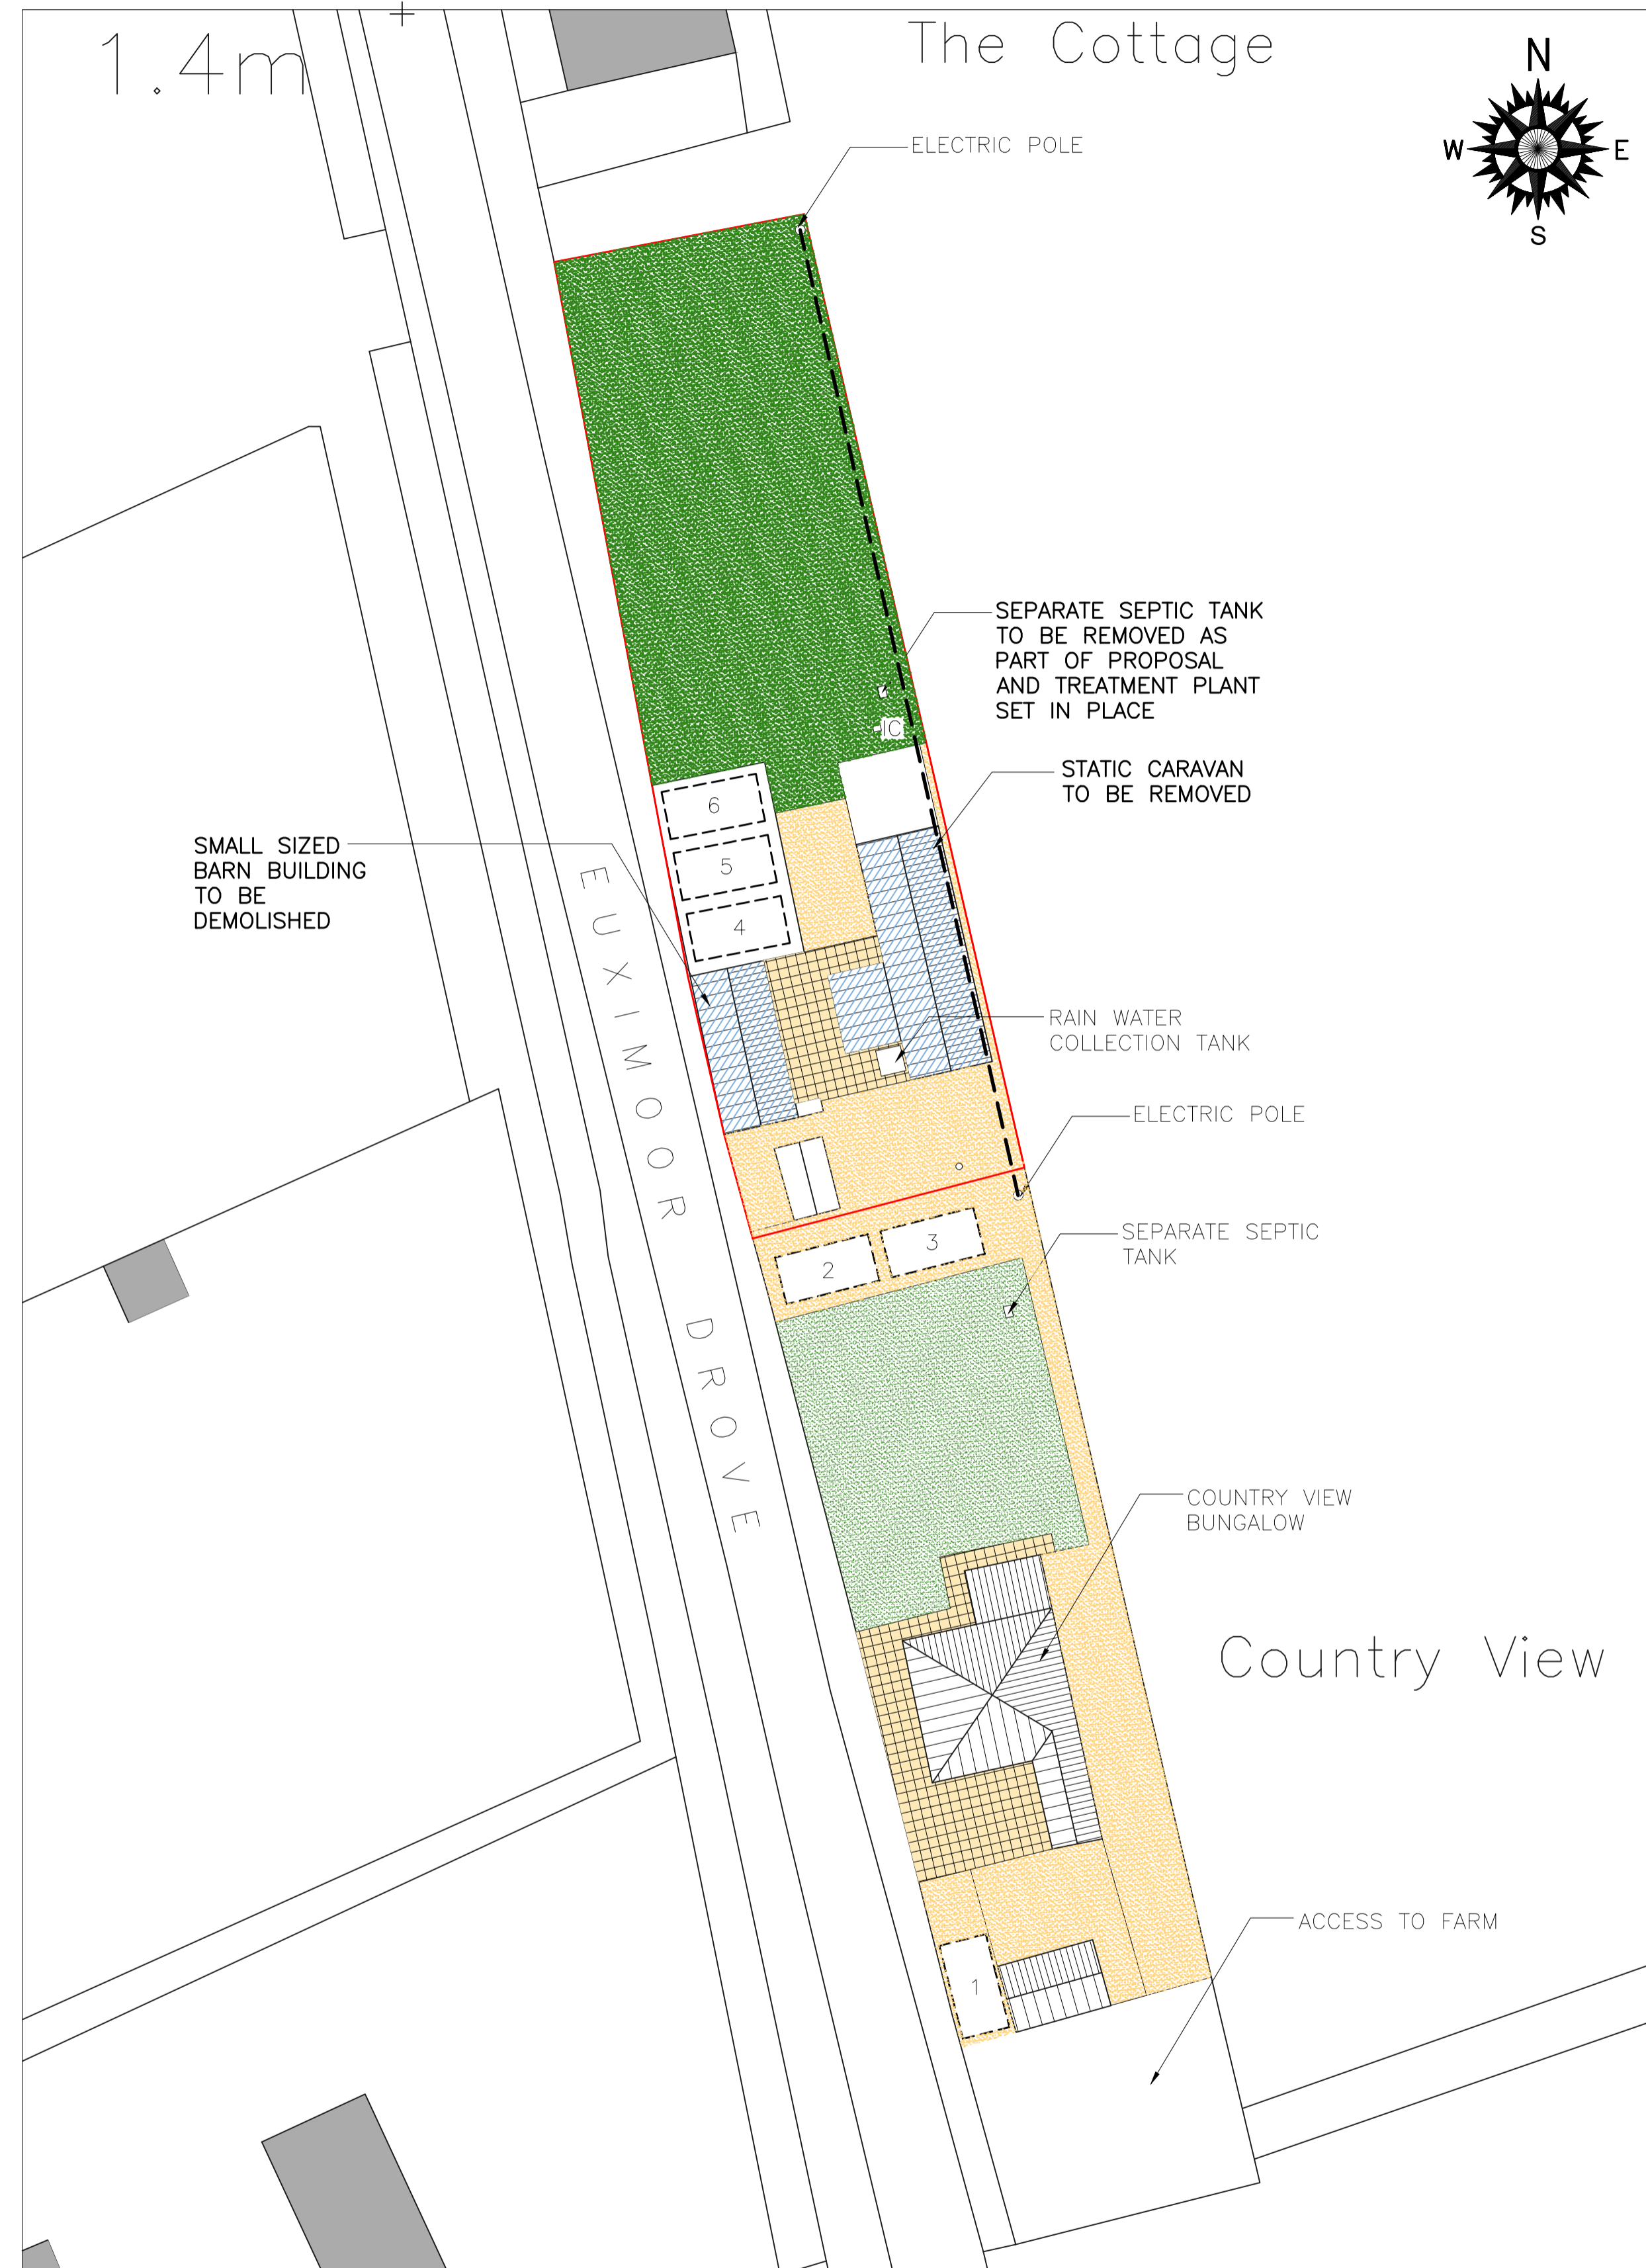 1.4m
The Cottage
N
W
E
S
ELECTRIC POLE
SEPARATE SEPTIC TANK
TO BE REMOVED AS
PART OF PROPOSAL
AND TREATMENT PLANT
SET IN PLACE
IC
STATIC CARAVAN
TO BE REMOVED
6
5
4
SMALL SIZED
BARN BUILDING
TO BE
DEMOLISHED
EUXIMOOR DROVE
RAIN WATER
COLLECTION TANK
ELECTRIC POLE
SEPARATE SEPTIC
TANK
3
2
COUNTRY VIEW
BUNGALOW
Country View
ACCESS TO FARM
1